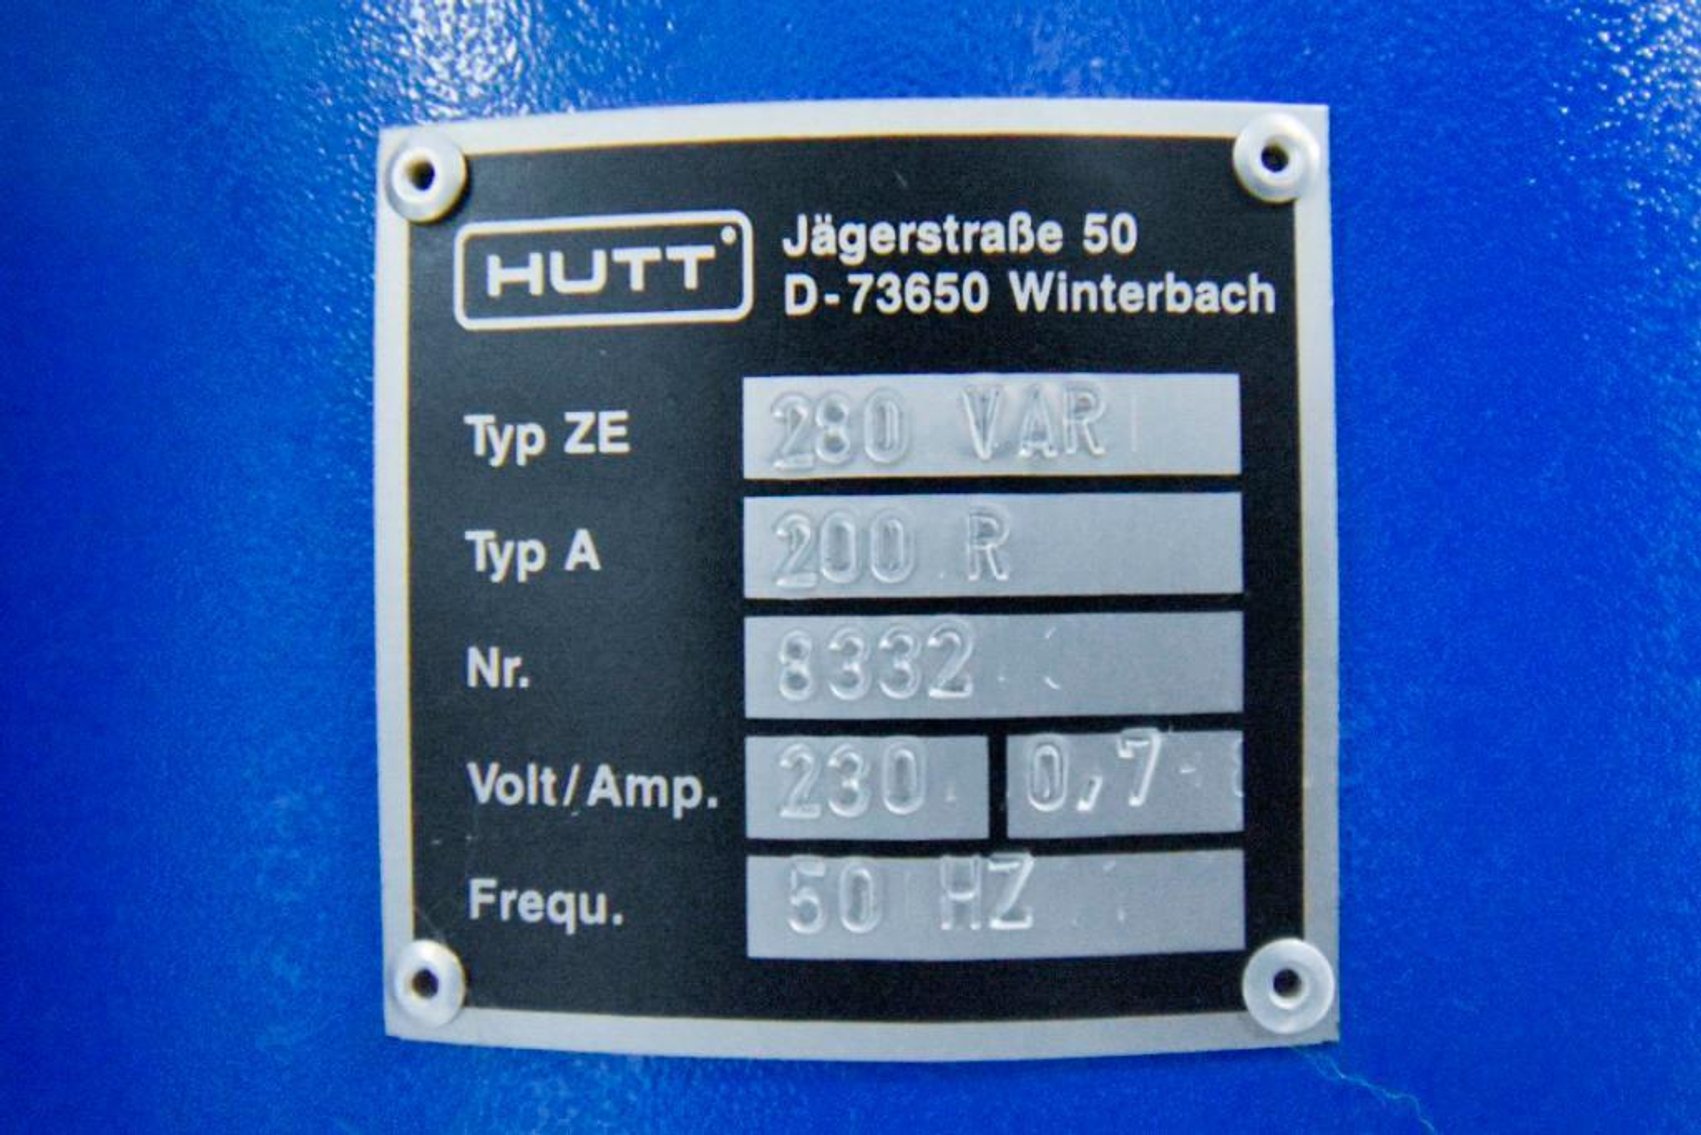 HUTT®
Jägerstraße 50
D-73650 Winterbach
Typ ZE 280 VAR
Typ A 200 R
Nr. 8332
Volt/Amp. 230 0,7
Frequ. 50 HZ